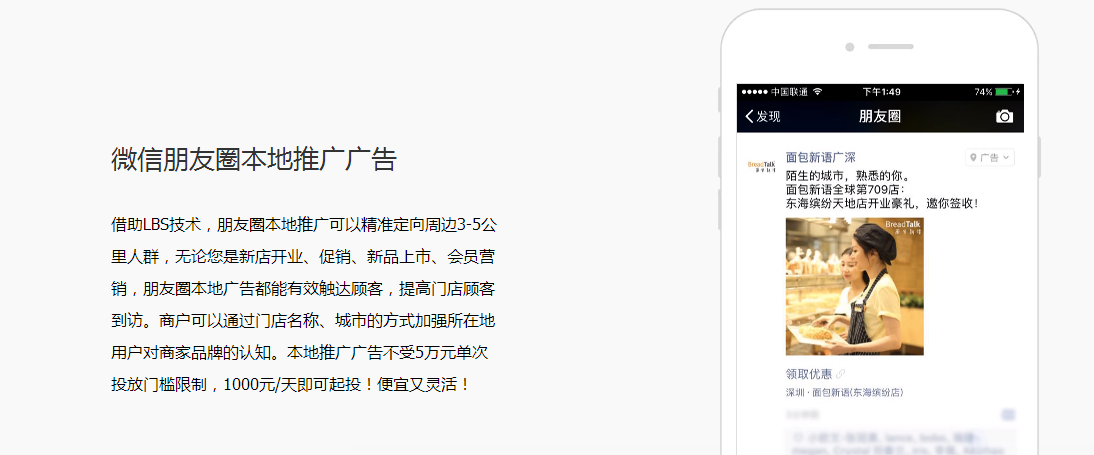 微信朋友圈本地推广广告
借助LBS技术，朋友圈本地推广可以精准定向周边3-5公
里人群，无论您是新店开业、促销、新品上市、会员营
销，朋友圈本地广告都能有效触达顾客，提高门店顾客
到访。商户可以通过门店名称、城市的方式加强所在地
用户对商家品牌的认知。本地推广广告不受5万元单次
投放门槛限制，1000元/天即可起投！便宜又灵活！
中国联通 下午1:49 74%
发现 朋友圈
BreadTalk
面包新语
面包新语广深 广告
陌生的城市，熟悉的你。
面包新语全球第709店：
东海缤纷天地店开业豪礼，邀你签收！
BreadTalk
面包新语
领取优惠
深圳 · 面包新语(东海缤纷店)